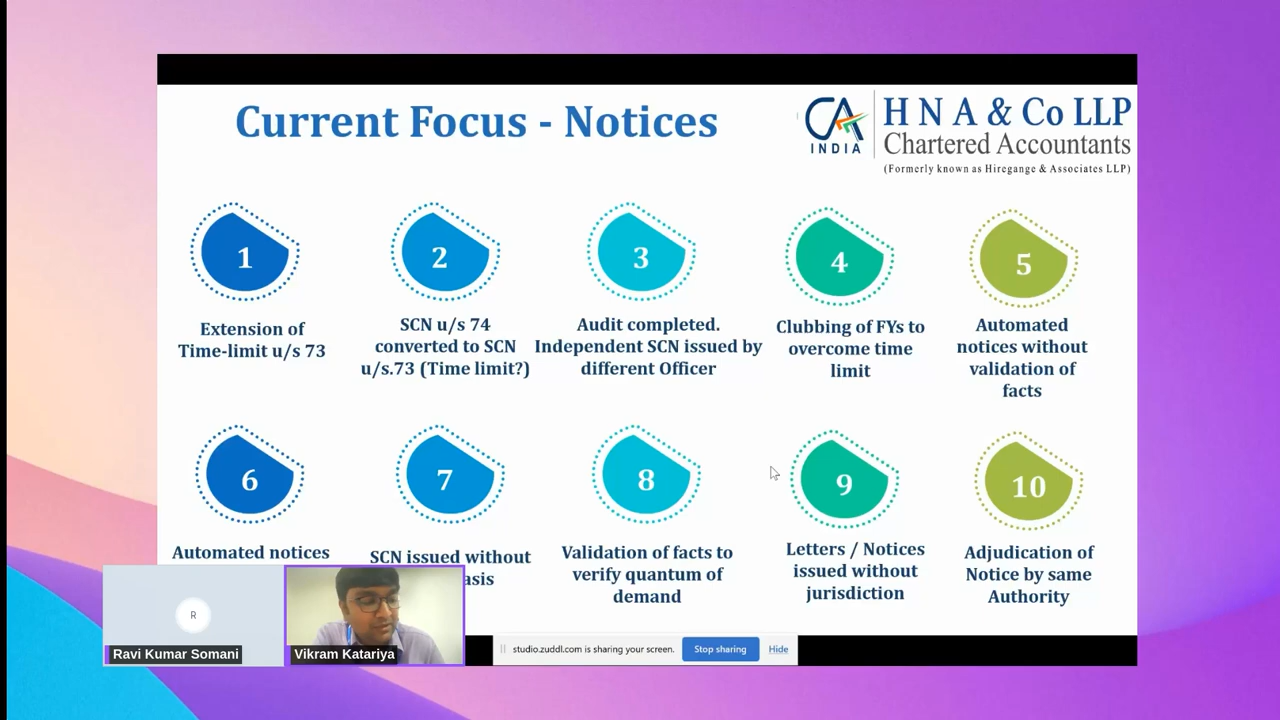 Current Focus - Notices
CA
INDIA
H N A & Co LLP
Chartered Accountants
(Formerly known as Hiregange & Associates LLP)
1
Extension of
Time-limit u/s 73
2
SCN u/s 74
converted to SCN
u/s.73 (Time limit?)
3
Audit completed.
Independent SCN issued by
different Officer
4
Clubbing of FYs to
overcome time
limit
5
Automated
notices without
validation of
facts
6
Automated notices
7
SCN issued without
asis
8
Validation of facts to
verify quantum of
demand
9
Letters / Notices
issued without
jurisdiction
10
Adjudication of
Notice by same
Authority
R
Ravi Kumar Somani
Vikram Katariya
studio.zuddl.com is sharing your screen.
Stop sharing
Hide